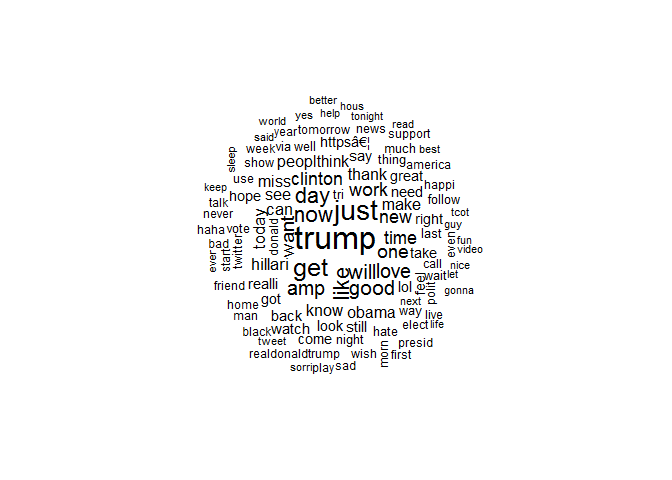 better
hous
yes help tonight
world
read
said year tomorrow news support
week via well httpsâ€¦ much best
sleep show peopl think say thing america
keep use miss clinton thank great happi
talk hope see day tri work need follow
never can now just new make right tcot
haha vote today donald want trump time last even guy
bad twitter one take fun video
ever start hillari get like will love call wait let nice
friend realli amp good lol feel polit gonna
home got next
man back know obama way live
black watch look still hate elect life
tweet come night morn presid
realdonaldtrump wish first
sorri play sad